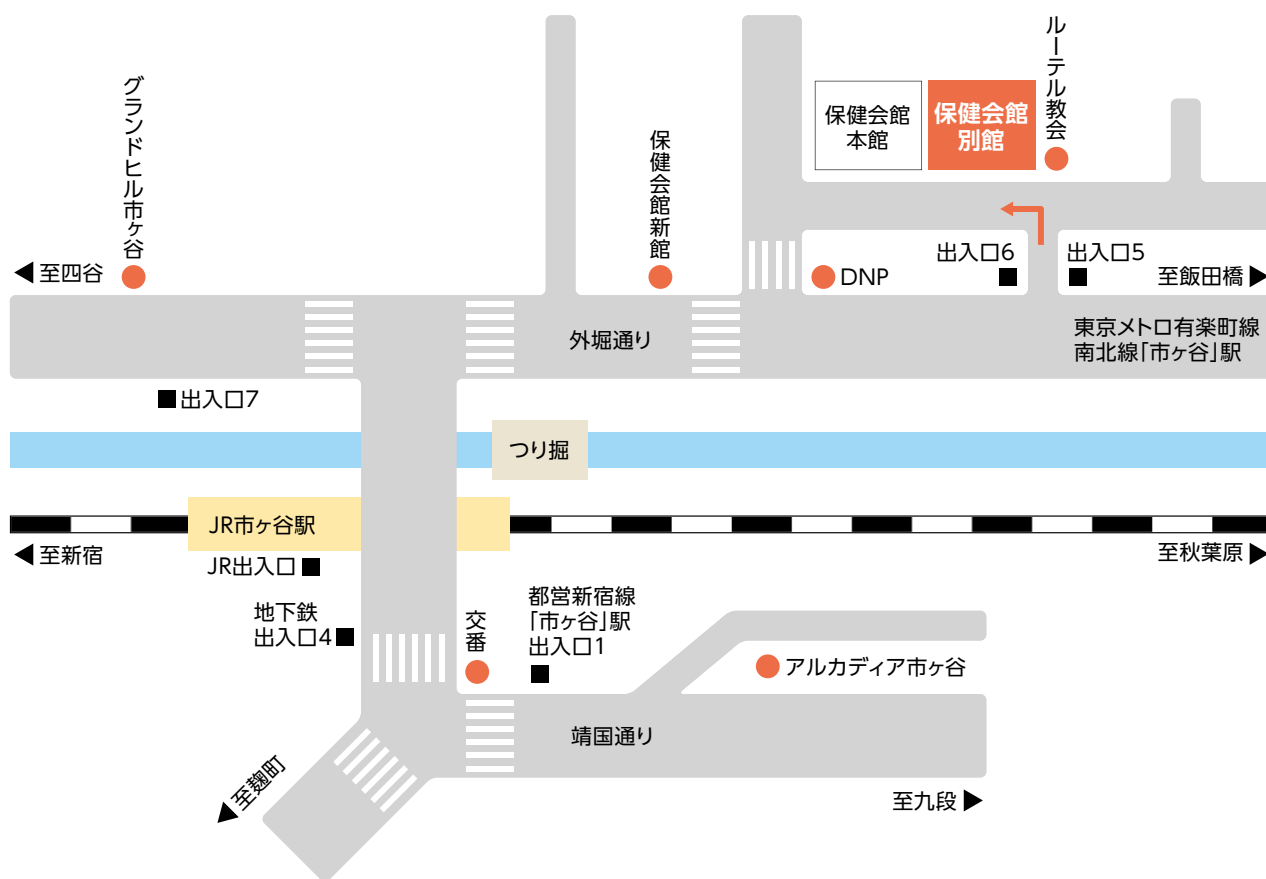 ルーテル教会
グランドヒル市ヶ谷
保健会館
本館
保健会館
別館
保健会館新館
出入口6
出入口5
◀至四谷
DNP
至飯田橋▶
外堀通り
東京メトロ有楽町線
南北線「市ヶ谷」駅
■出入口7
つり堀
JR市ヶ谷駅
◀至新宿
至秋葉原▶
JR出入口■
地下鉄
出入口4■
交番
都営新宿線
「市ヶ谷」駅
出入口1
アルカディア市ヶ谷
靖国通り
◀至麹町
至九段▶